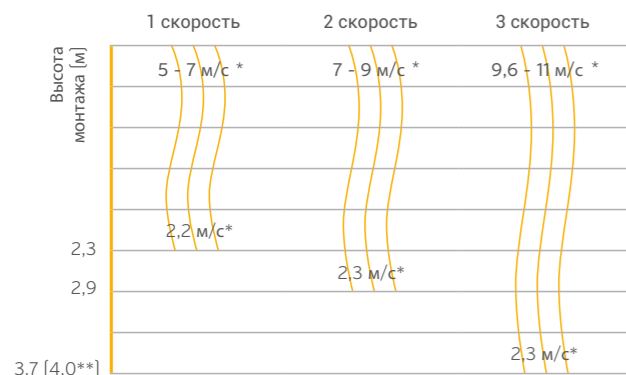 1 скорость 2 скорость 3 скорость
Высота
монтажа (м)
5 - 7 м/с * 7 - 9 м/с * 9,6 - 11 м/с *
2,2 м/с*
2,3
2,3 м/с*
2,9
2,3 м/с*
3,7 (4,0**)